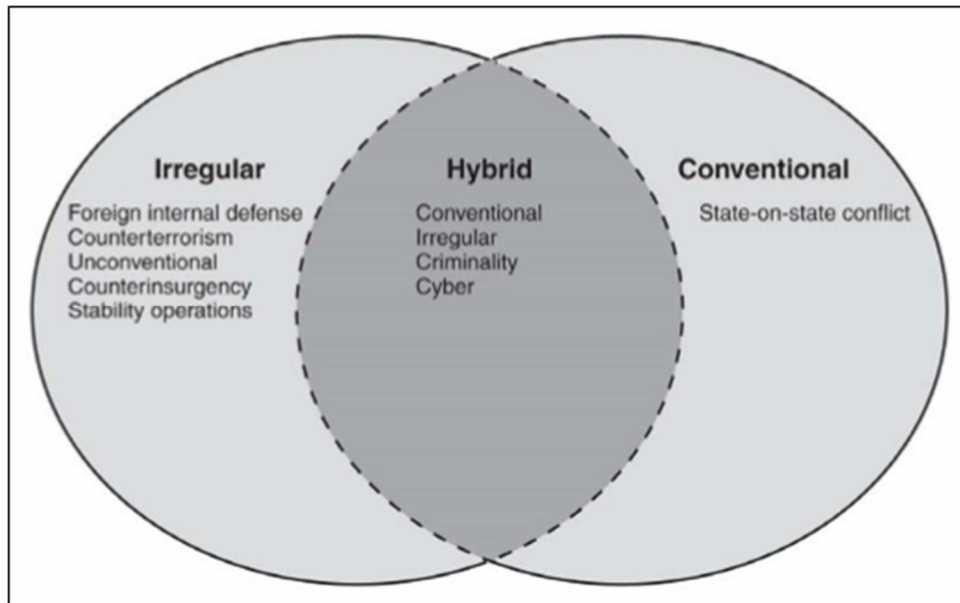 Irregular
Foreign internal defense
Counterterrorism
Unconventional
Counterinsurgency
Stability operations
Hybrid
Conventional
Irregular
Criminality
Cyber
Conventional
State-on-state conflict